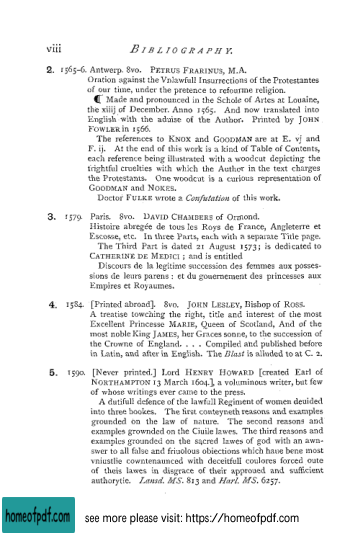 viii BIBLIOGRAPHY.
2. 1565-6. Antwerp. 8vo. PETRUS FRARINUS, M.A.
Oration against the Vnlawfull Insurrections of the Protestantes
of our time, under the pretence to refourme religion.
¶ Made and pronounced in the Schole of Artes at Louaine,
the xiiij of December. Anno 1565. And now translated into
English with the aduise of the Author. Printed by JOHN
FOWLER in 1566.
The references to KNOX and GOODMAN are at E. vj and
F. ij. At the end of this work is a kind of Table of Contents,
each reference being illustrated with a woodcut depicting the
frightful cruelties with which the Author in the text charges
the Protestants. One woodcut is a curious representation of
GOODMAN and NOKES.
Doctor FULKE wrote a Confutation of this work.
3. 1579. Paris. 8vo. DAVID CHAMBERS of Ormond.
Histoire abregée de tous les Roys de France, Angleterre et
Escosse, etc. In three Parts, each with a separate Title page.
The Third Part is dated 21 August 1573; is dedicated to
CATHERINE DE MEDICI; and is entitled
Discours de la legitime succession des femmes aux posses-
sions de leurs parens: et du gouernement des princesses aux
Empires et Royaumes.
4. 1584. [Printed abroad]. 8vo. JOHN LESLEY, Bishop of ROSS.
A treatise towching the right, title and interest of the most
Excellent Princesse MARIE, Queen of Scotland, And of the
most noble King JAMES, her Graces sonne, to the succession of
the Crowne of England. . . . Compiled and published before
in Latin, and after in English. The Blast is alluded to at C. 2.
5. 1590. [Never printed.] Lord HENRY HOWARD [created Earl of
NORTHAMPTON 13 March 1604.], a voluminous writer, but few
of whose writings ever came to the press.
A dutifull defence of the lawfull Regiment of women deuided
into three bookes. The first conteyneth reasons and examples
grounded on the law of nature. The second reasons and
examples grownded on the Ciuile lawes. The third reasons and
examples grounded on the sacred lawes of god with an awn-
swer to all false and friuolous obiections which haue bene most
vniustlie cowntenaunced with deceitfull coulores forced oute
of theis lawes in disgrace of their approued and sufficient
authorytie. Lansd. MS. 813 and Harl. MS. 6257.
homeofpdf.com see more please visit: https://homeofpdf.com